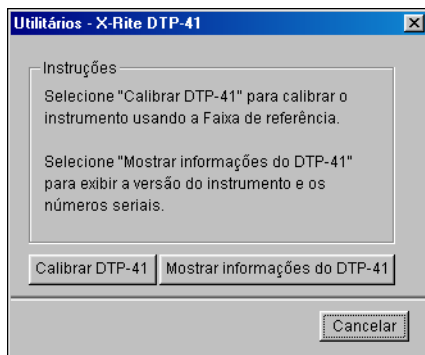 Utilitários - X-Rite DTP-41
Instruções
Selecione "Calibrar DTP-41" para calibrar o
instrumento usando a Faixa de referência.
Selecione "Mostrar informações do DTP-41"
para exibir a versão do instrumento e os
números seriais.
Calibrar DTP-41 Mostrar informações do DTP-41
Cancelar